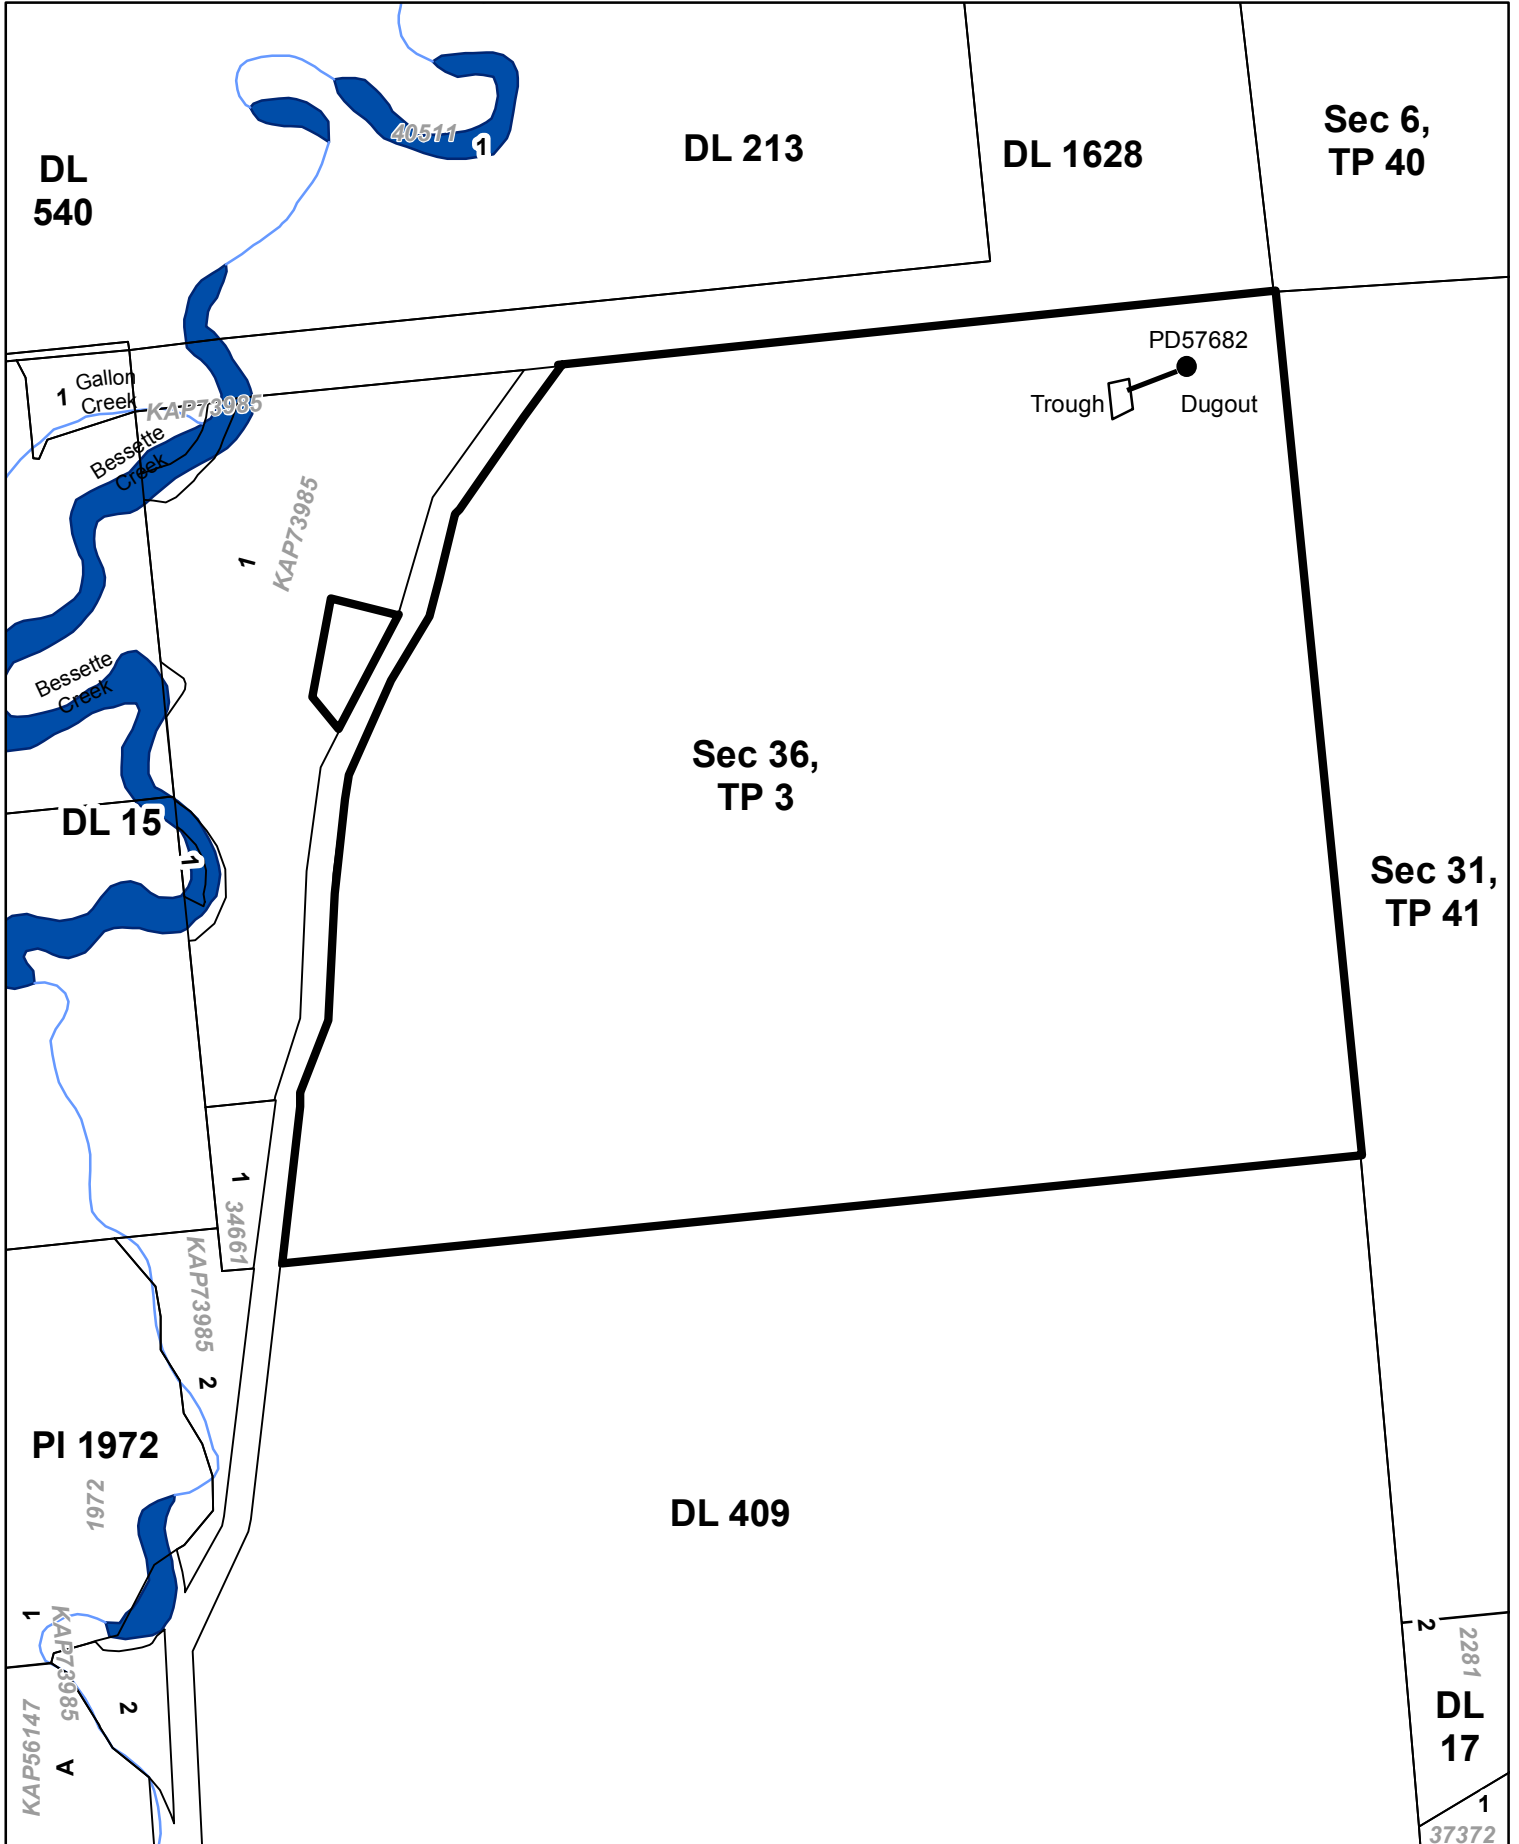 40511
1
DL 213
DL 1628
Sec 6,
TP 40
DL
540
PD57682
Trough
Dugout
1
Gallon
Creek
KAP73985
Bessette
Creek
KAP73985
1
Bessette
Creek
Sec 36,
TP 3
DL 15
1
Sec 31,
TP 41
1
34661
KAP73985
2
PI 1972
1972
DL 409
1
KAP73985
2
KAP56147
A
2
2281
DL
17
1
37372